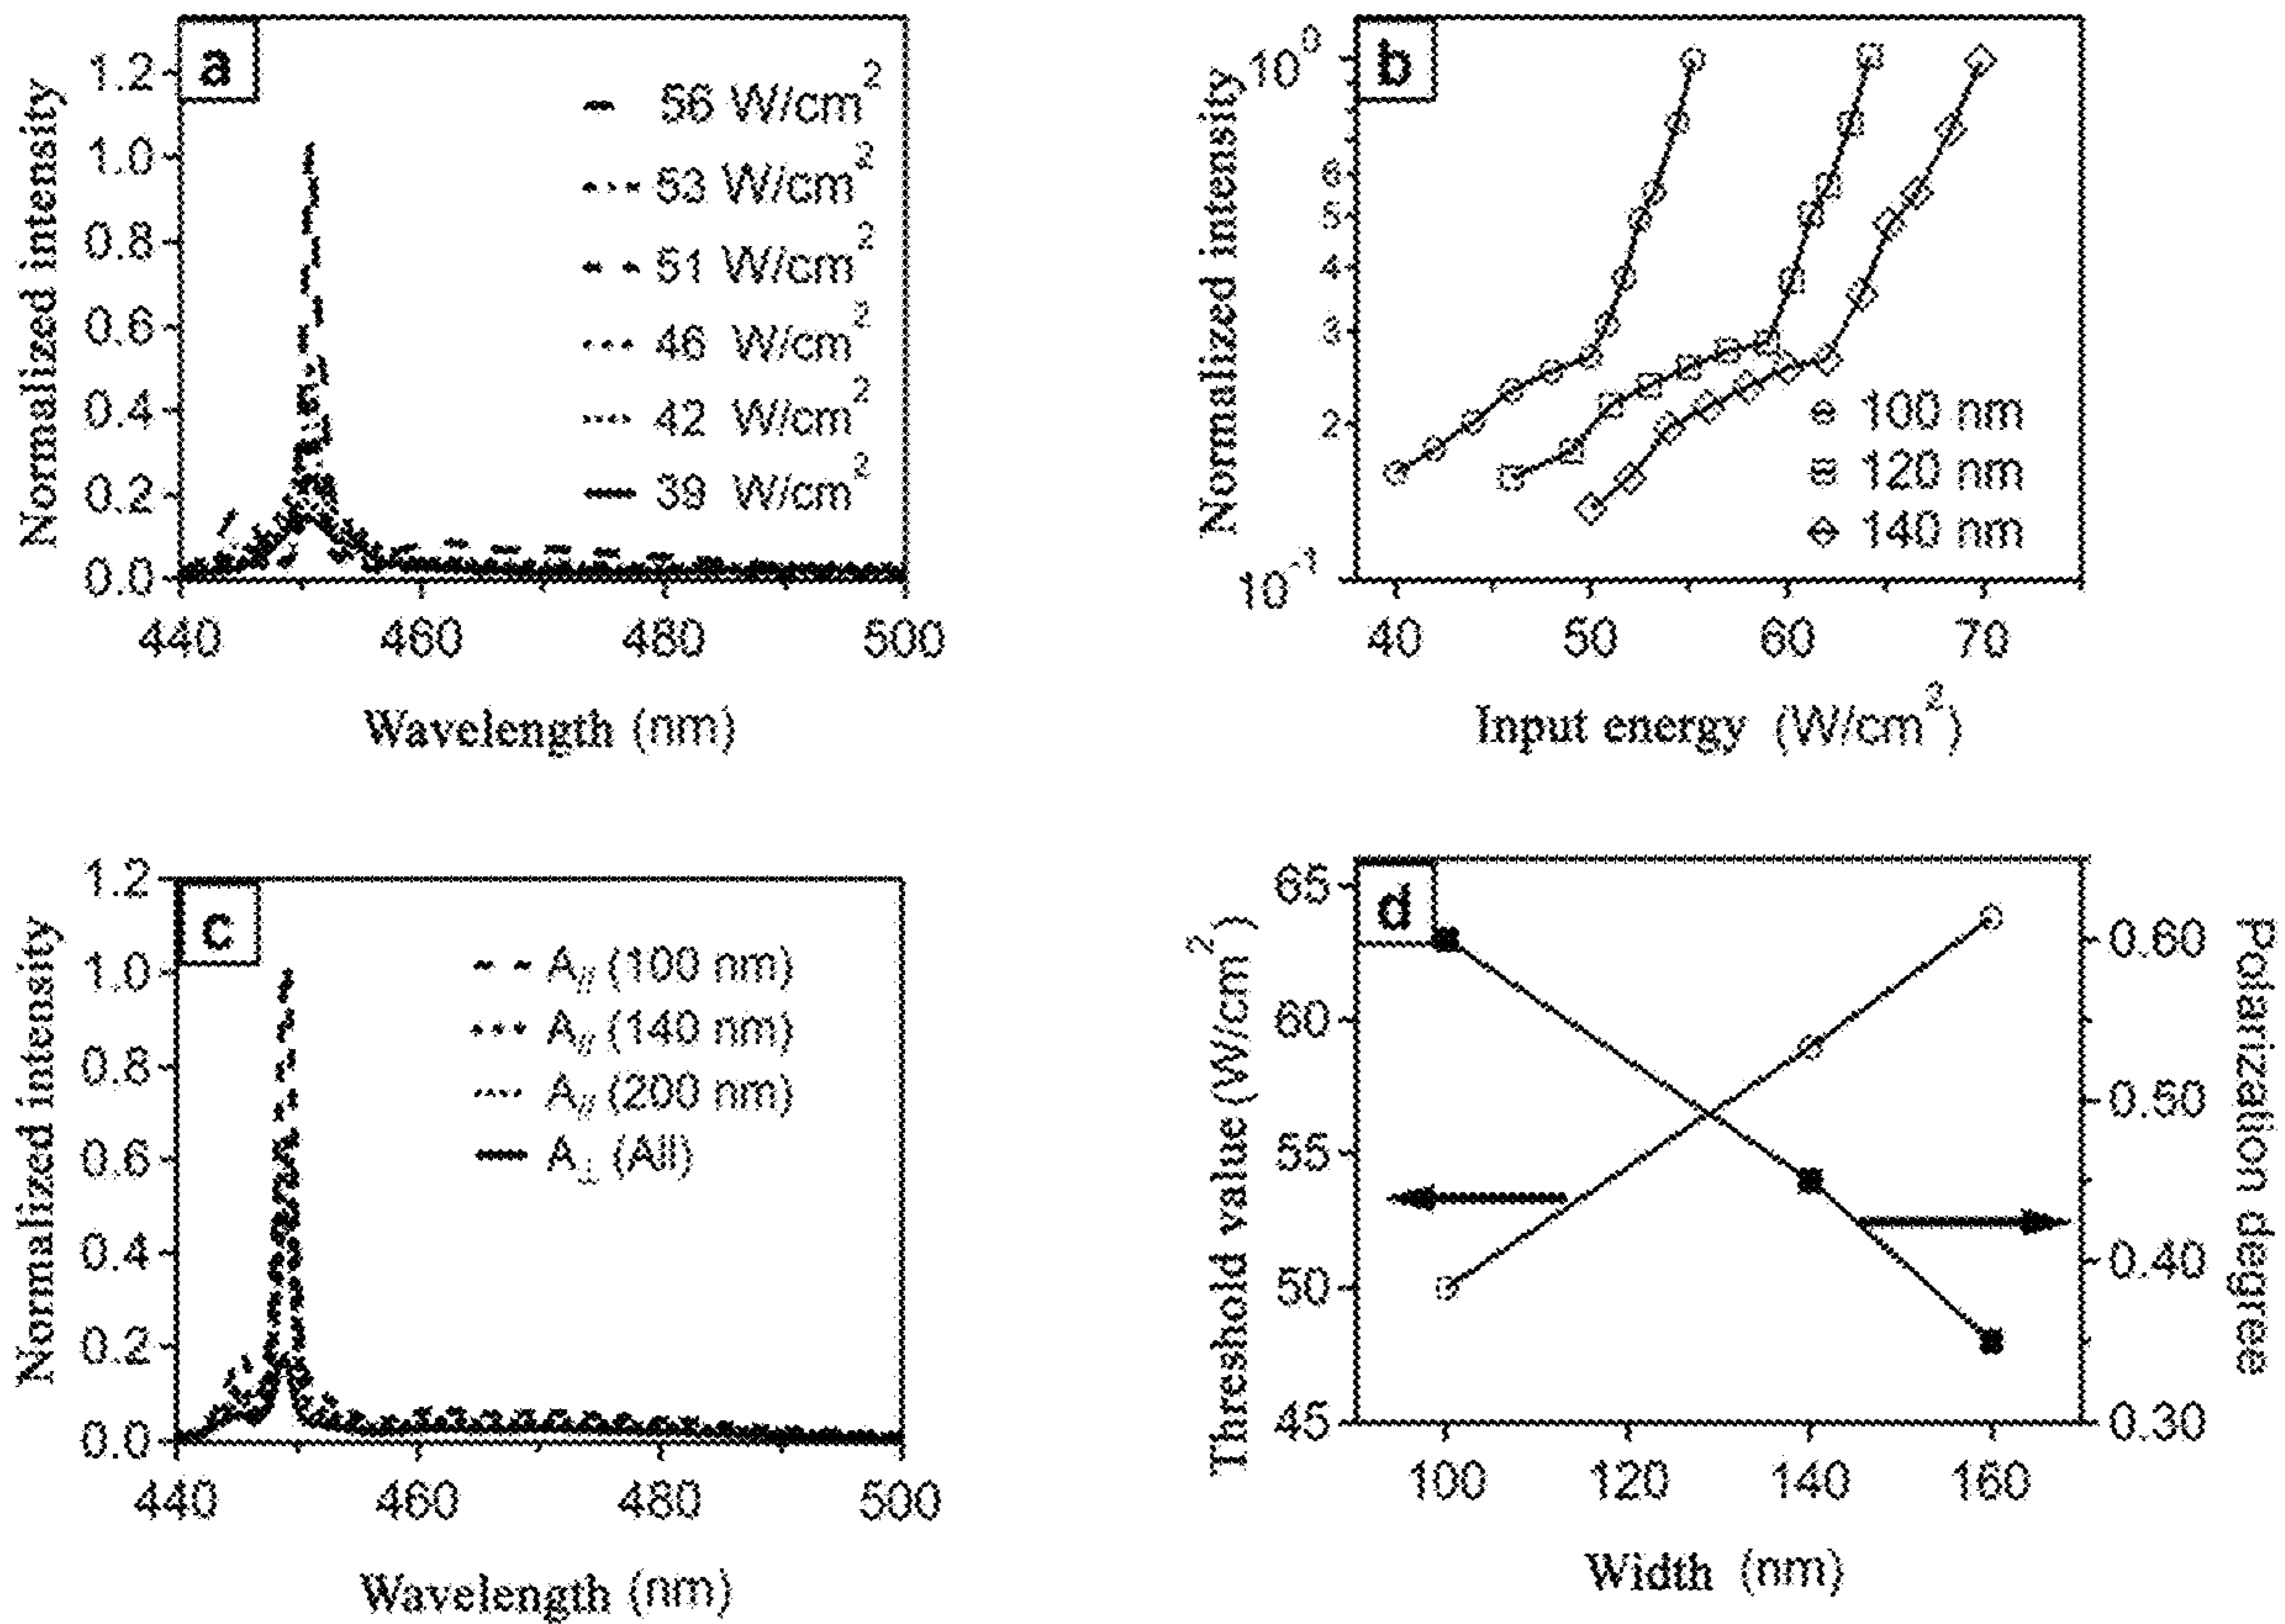 a
Normalized intensity
1.2
1.0
0.8
0.6
0.4
0.2
0.0
56 W/cm²
53 W/cm²
51 W/cm²
46 W/cm²
42 W/cm²
39 W/cm²
440 460 480 500
Wavelength (nm)
b
Normalized intensity
10⁰
6
5
4
3
2
10⁻¹
100 nm
120 nm
140 nm
40 50 60 70
Input energy (W/cm²)
c
Normalized intensity
1.2
1.0
0.8
0.6
0.4
0.2
0.0
A∥ (100 nm)
A∥ (140 nm)
A∥ (200 nm)
A⊥ (All)
440 460 480 500
Wavelength (nm)
d
Threshold value (W/cm²)
65
60
55
50
45
0.60
0.50
0.40
0.30
Polarization degree
100 120 140 160
Width (nm)